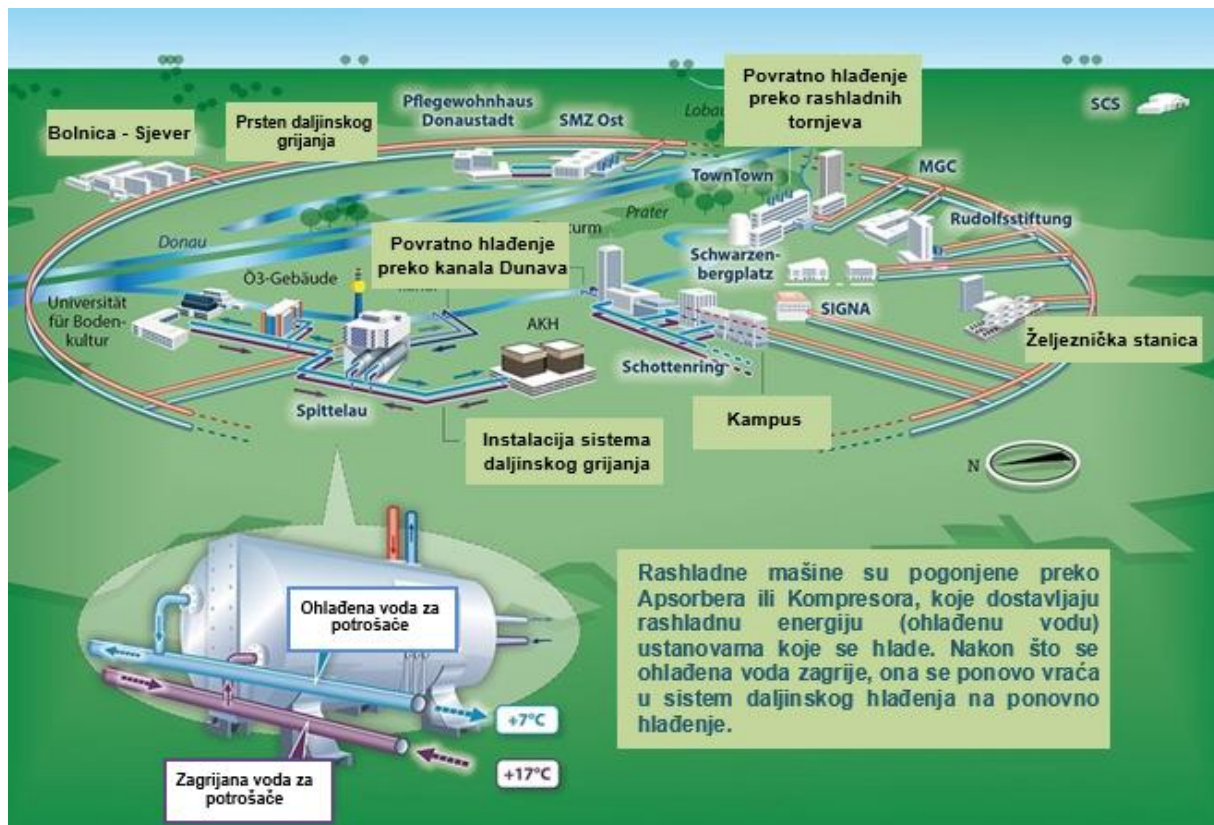 Povratno hlađenje
preko rashladnih
tornjeva
SCS
Pflegewohnhaus
Donaustadt
SMZ Ost
Prsten daljinskog
grijanja
Bolnica - Sjever
TownTown
MGC
Rudolfsstiftung
Prater
Donau
Povratno hlađenje
preko kanala Dunava
turm
Schwarzen-
bergplatz
Ö3-Gebäude
Universität
für Boden-
kultur
AKH
SIGNA
Željeznička stanica
Schottenring
Spittelau
Kampus
Instalacija sistema
daljinskog grijanja
N
Rashladne mašine su pogonjene preko
Apsorbera ili Kompresora, koje dostavljaju
rashladnu energiju (ohlađenu vodu)
ustanovama koje se hlade. Nakon što se
ohlađena voda zagrije, ona se ponovo vraća
u sistem daljinskog hlađenja na ponovno
hlađenje.
Ohlađena voda za
potrošače
+7°C
+17°C
Zagrijana voda za
potrošače